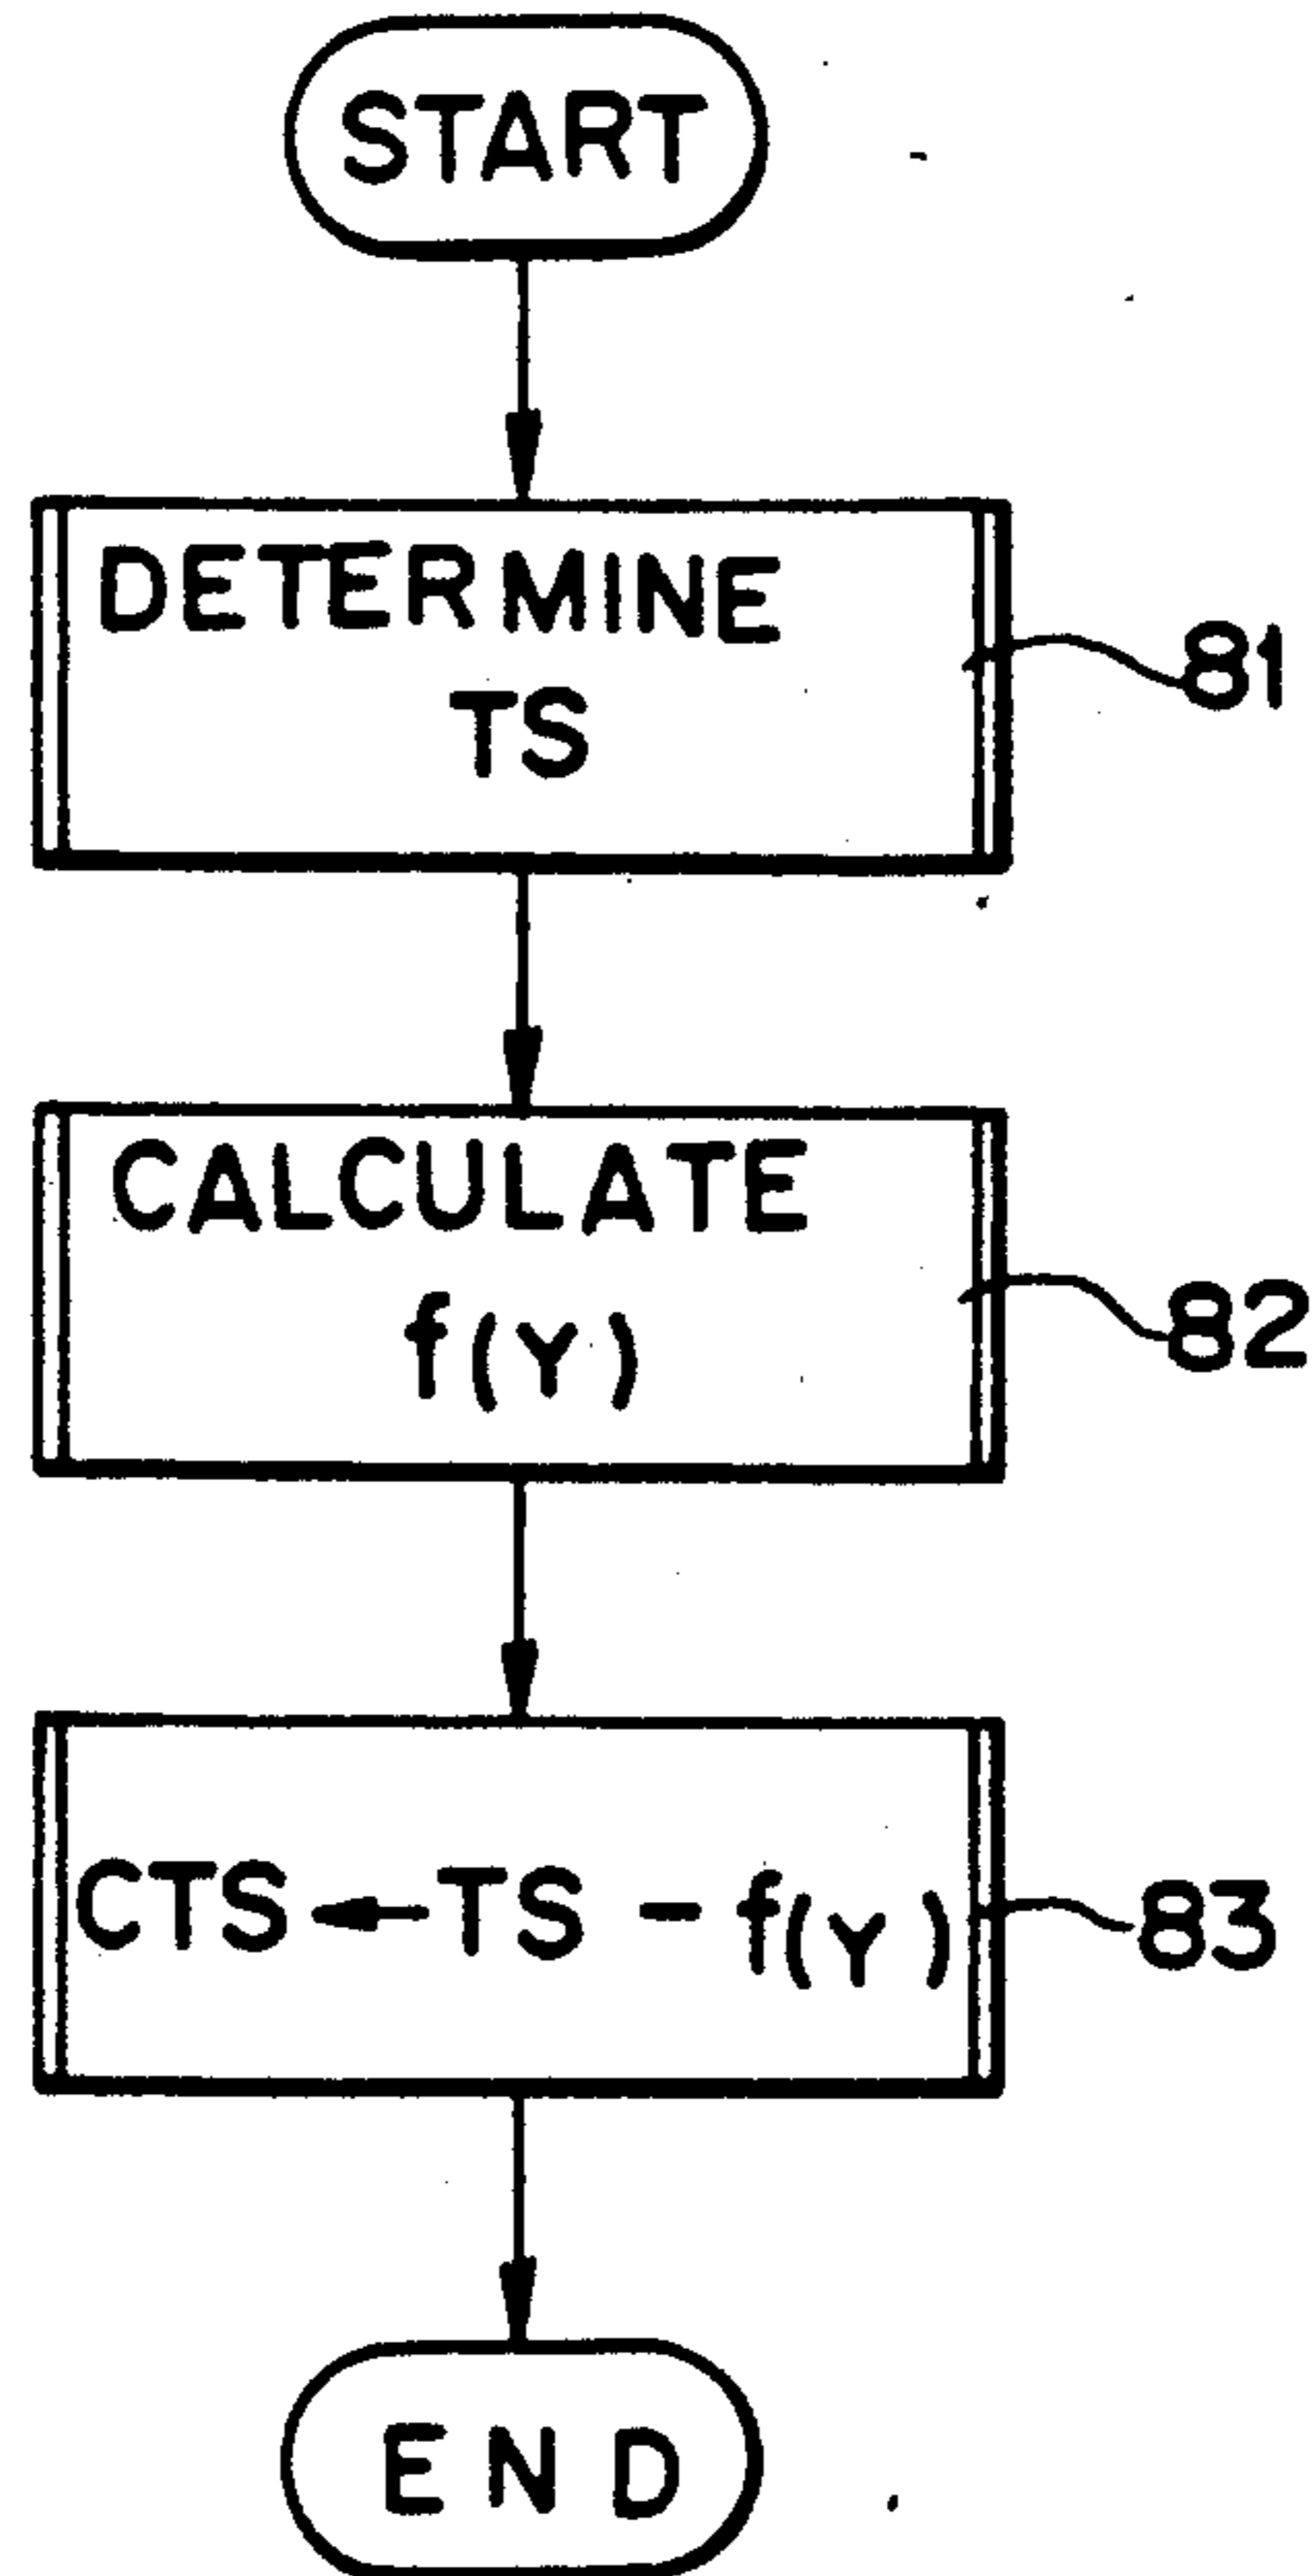 START
DETERMINE
TS
81
CALCULATE
f(Y)
82
CTS ← TS - f(Y)
83
END